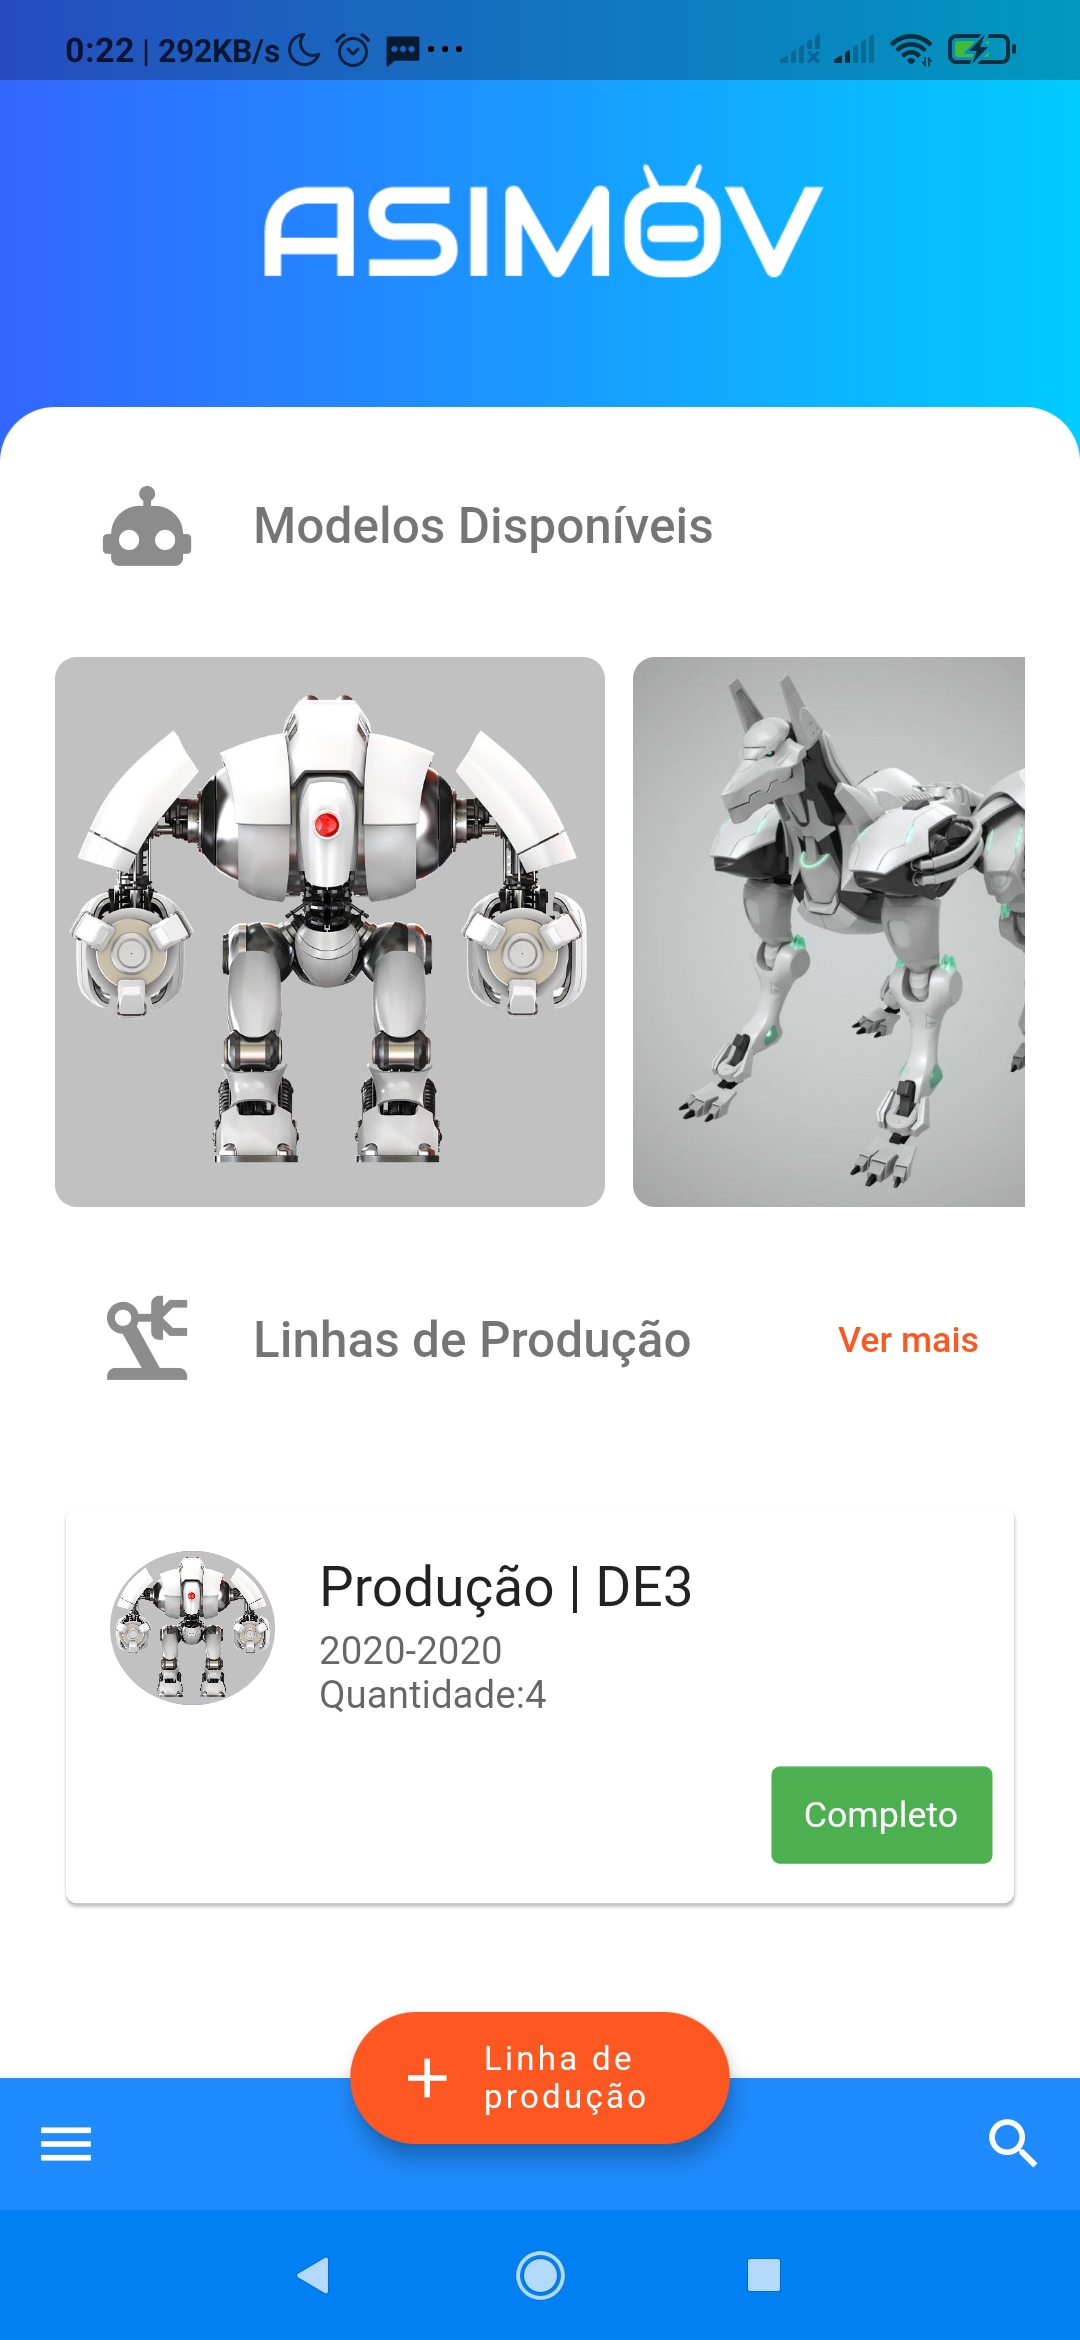 0:22 | 292KB/s
ASIMOV
Modelos Disponíveis
Linhas de Produção
Ver mais
Produção | DE3
2020-2020
Quantidade:4
Completo
Linha de
produção